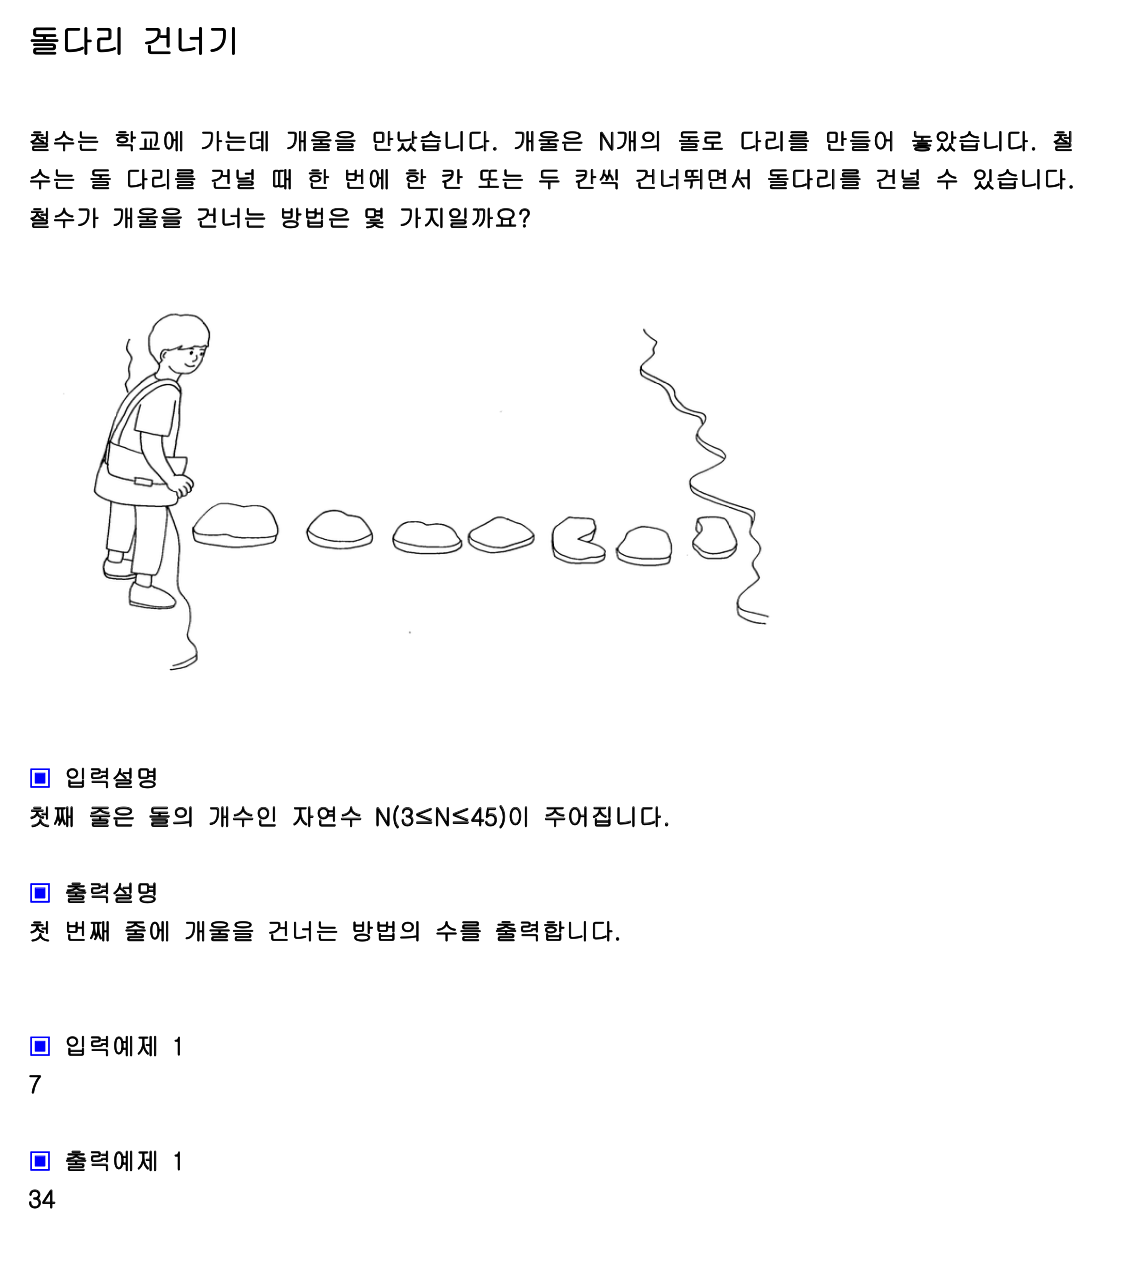 돌다리 건너기
철수는 학교에 가는데 개울을 만났습니다. 개울은 N개의 돌로 다리를 만들어 놓았습니다. 철
수는 돌 다리를 건널 때 한 번에 한 칸 또는 두 칸씩 건너뛰면서 돌다리를 건널 수 있습니다.
철수가 개울을 건너는 방법은 몇 가지일까요?
▣ 입력설명
첫째 줄은 돌의 개수인 자연수 N(3≤N≤45)이 주어집니다.
▣ 출력설명
첫 번째 줄에 개울을 건너는 방법의 수를 출력합니다.
▣ 입력예제 1
7
▣ 출력예제 1
34